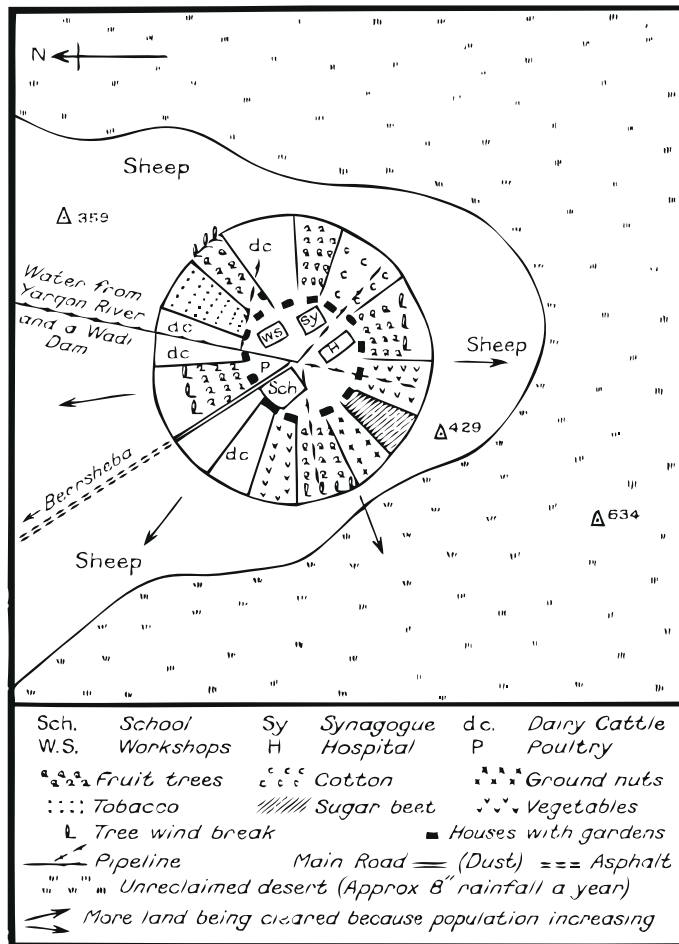 N
Sheep
359
dc
Water from
Yarqon River
and a Wadi
Dam
dc
dc
c c c c c c c c
WS
Sy
H
P
Sch
Sheep
429
634
Beersheba
dc
Sheep
Sch. School Sy Synagogue d c. Dairy Cattle
W.S. Workshops H Hospital P Poultry
Fruit trees c c c c c c Cotton Ground nuts
Tobacco Sugar beet Vegetables
Tree wind break Houses with gardens
Pipeline Main Road (Dust) Asphalt
Unreclaimed desert (Approx 8" rainfall a year)
More land being cleared because population increasing